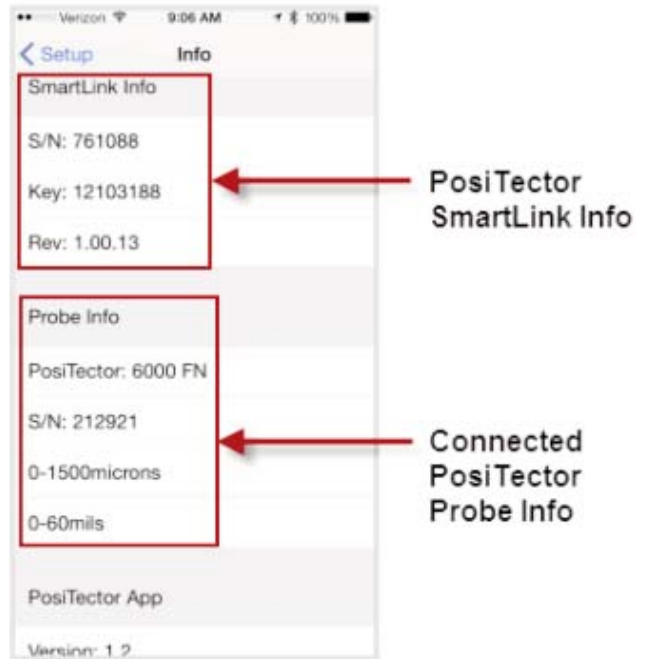 Verizon 9:06 AM 100%
Setup Info
SmartLink Info
S/N: 761088
Key: 12103188
Rev: 1.00.13
PosiTector
SmartLink Info
Probe Info
PosiTector: 6000 FN
S/N: 212921
0-1500microns
0-60mils
Connected
PosiTector
Probe Info
PosiTector App
Version: 1.2